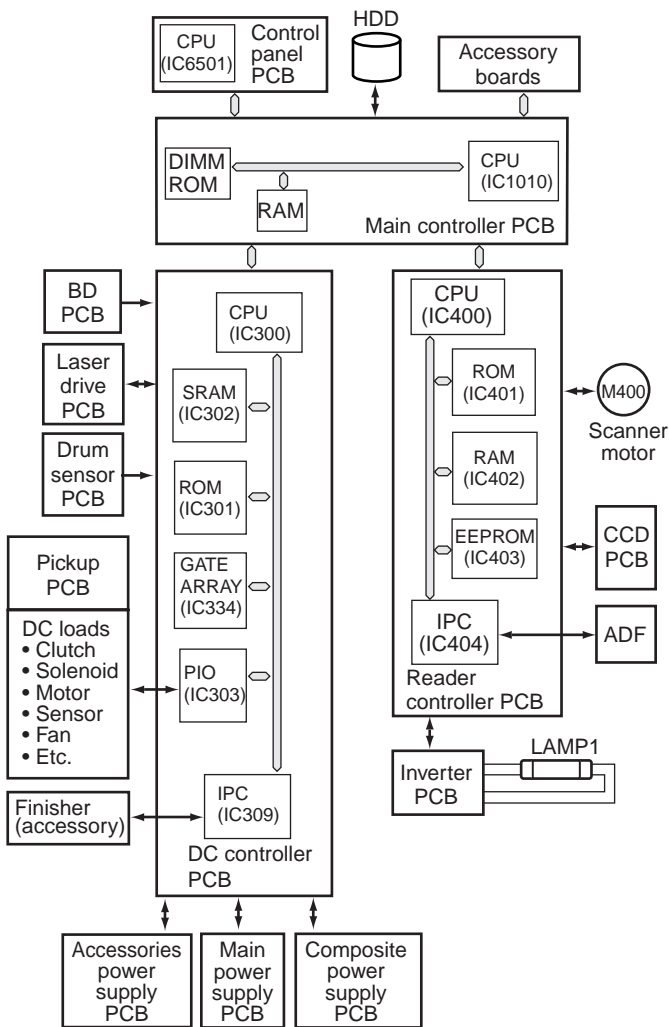 CPU
(IC6501)
Control
panel
PCB
HDD
Accessory
boards
DIMM
ROM
RAM
CPU
(IC1010)
Main controller PCB
BD
PCB
Laser
drive
PCB
Drum
sensor
PCB
Pickup
PCB
DC loads
• Clutch
• Solenoid
• Motor
• Sensor
• Fan
• Etc.
Finisher
(accessory)
CPU
(IC300)
SRAM
(IC302)
ROM
(IC301)
GATE
ARRAY
(IC334)
PIO
(IC303)
IPC
(IC309)
DC controller
PCB
CPU
(IC400)
ROM
(IC401)
RAM
(IC402)
EEPROM
(IC403)
IPC
(IC404)
Reader
controller PCB
M400
Scanner
motor
CCD
PCB
ADF
Inverter
PCB
LAMP1
Accessories
power
supply
PCB
Main
power
supply
PCB
Composite
power
supply
PCB